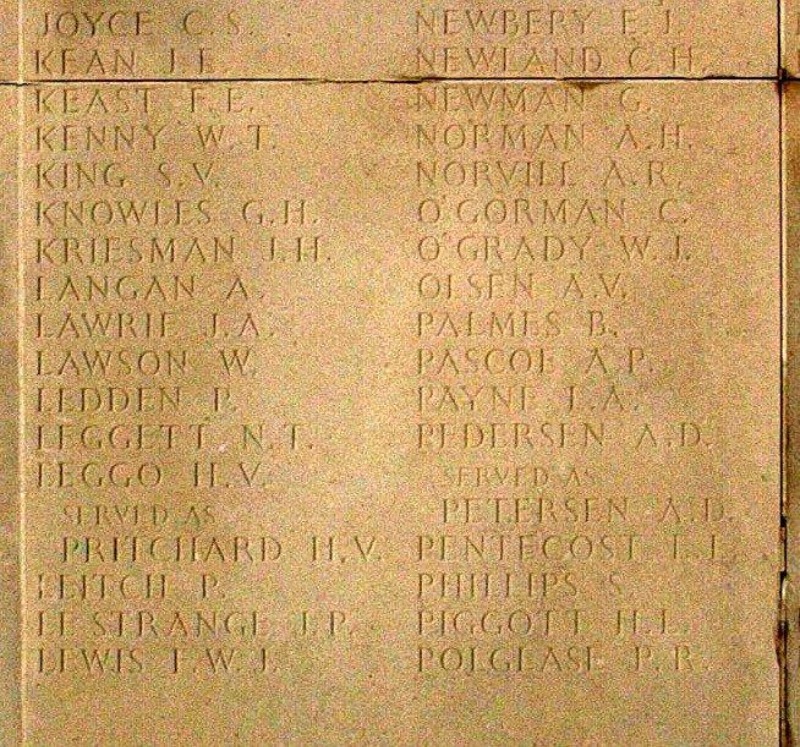 JOYCE C.S.
KEAN J.E.
KEAST F.E.
KENNY W.T.
KING S.V.
KNOWLES G.H.
KRIESMAN J.H.
LANGAN A.
LAWRIE J.A.
LAWSON W.
LEDDEN P.
LEGGETT N.T.
LEGGO H.V.
SERVED AS
PRITCHARD H.V.
LEITCH P.
LE STRANGE J.P.
LEWIS F.W.J.
NEWBERY E.J.
NEWLAND C.H.
NEWMAN G.
NORMAN A.H.
NORVILL A.R.
O'GORMAN C.
O'GRADY W.J.
OLSEN A.V.
PALMES B.
PASCOE A.P.
PAYNE
PEDERSEN A.D.
SERVED AS
PETERSEN A.D.
PENTECOST
PHILLIPS S.
PIGGOTT H.L.
POLGLASE P.R.